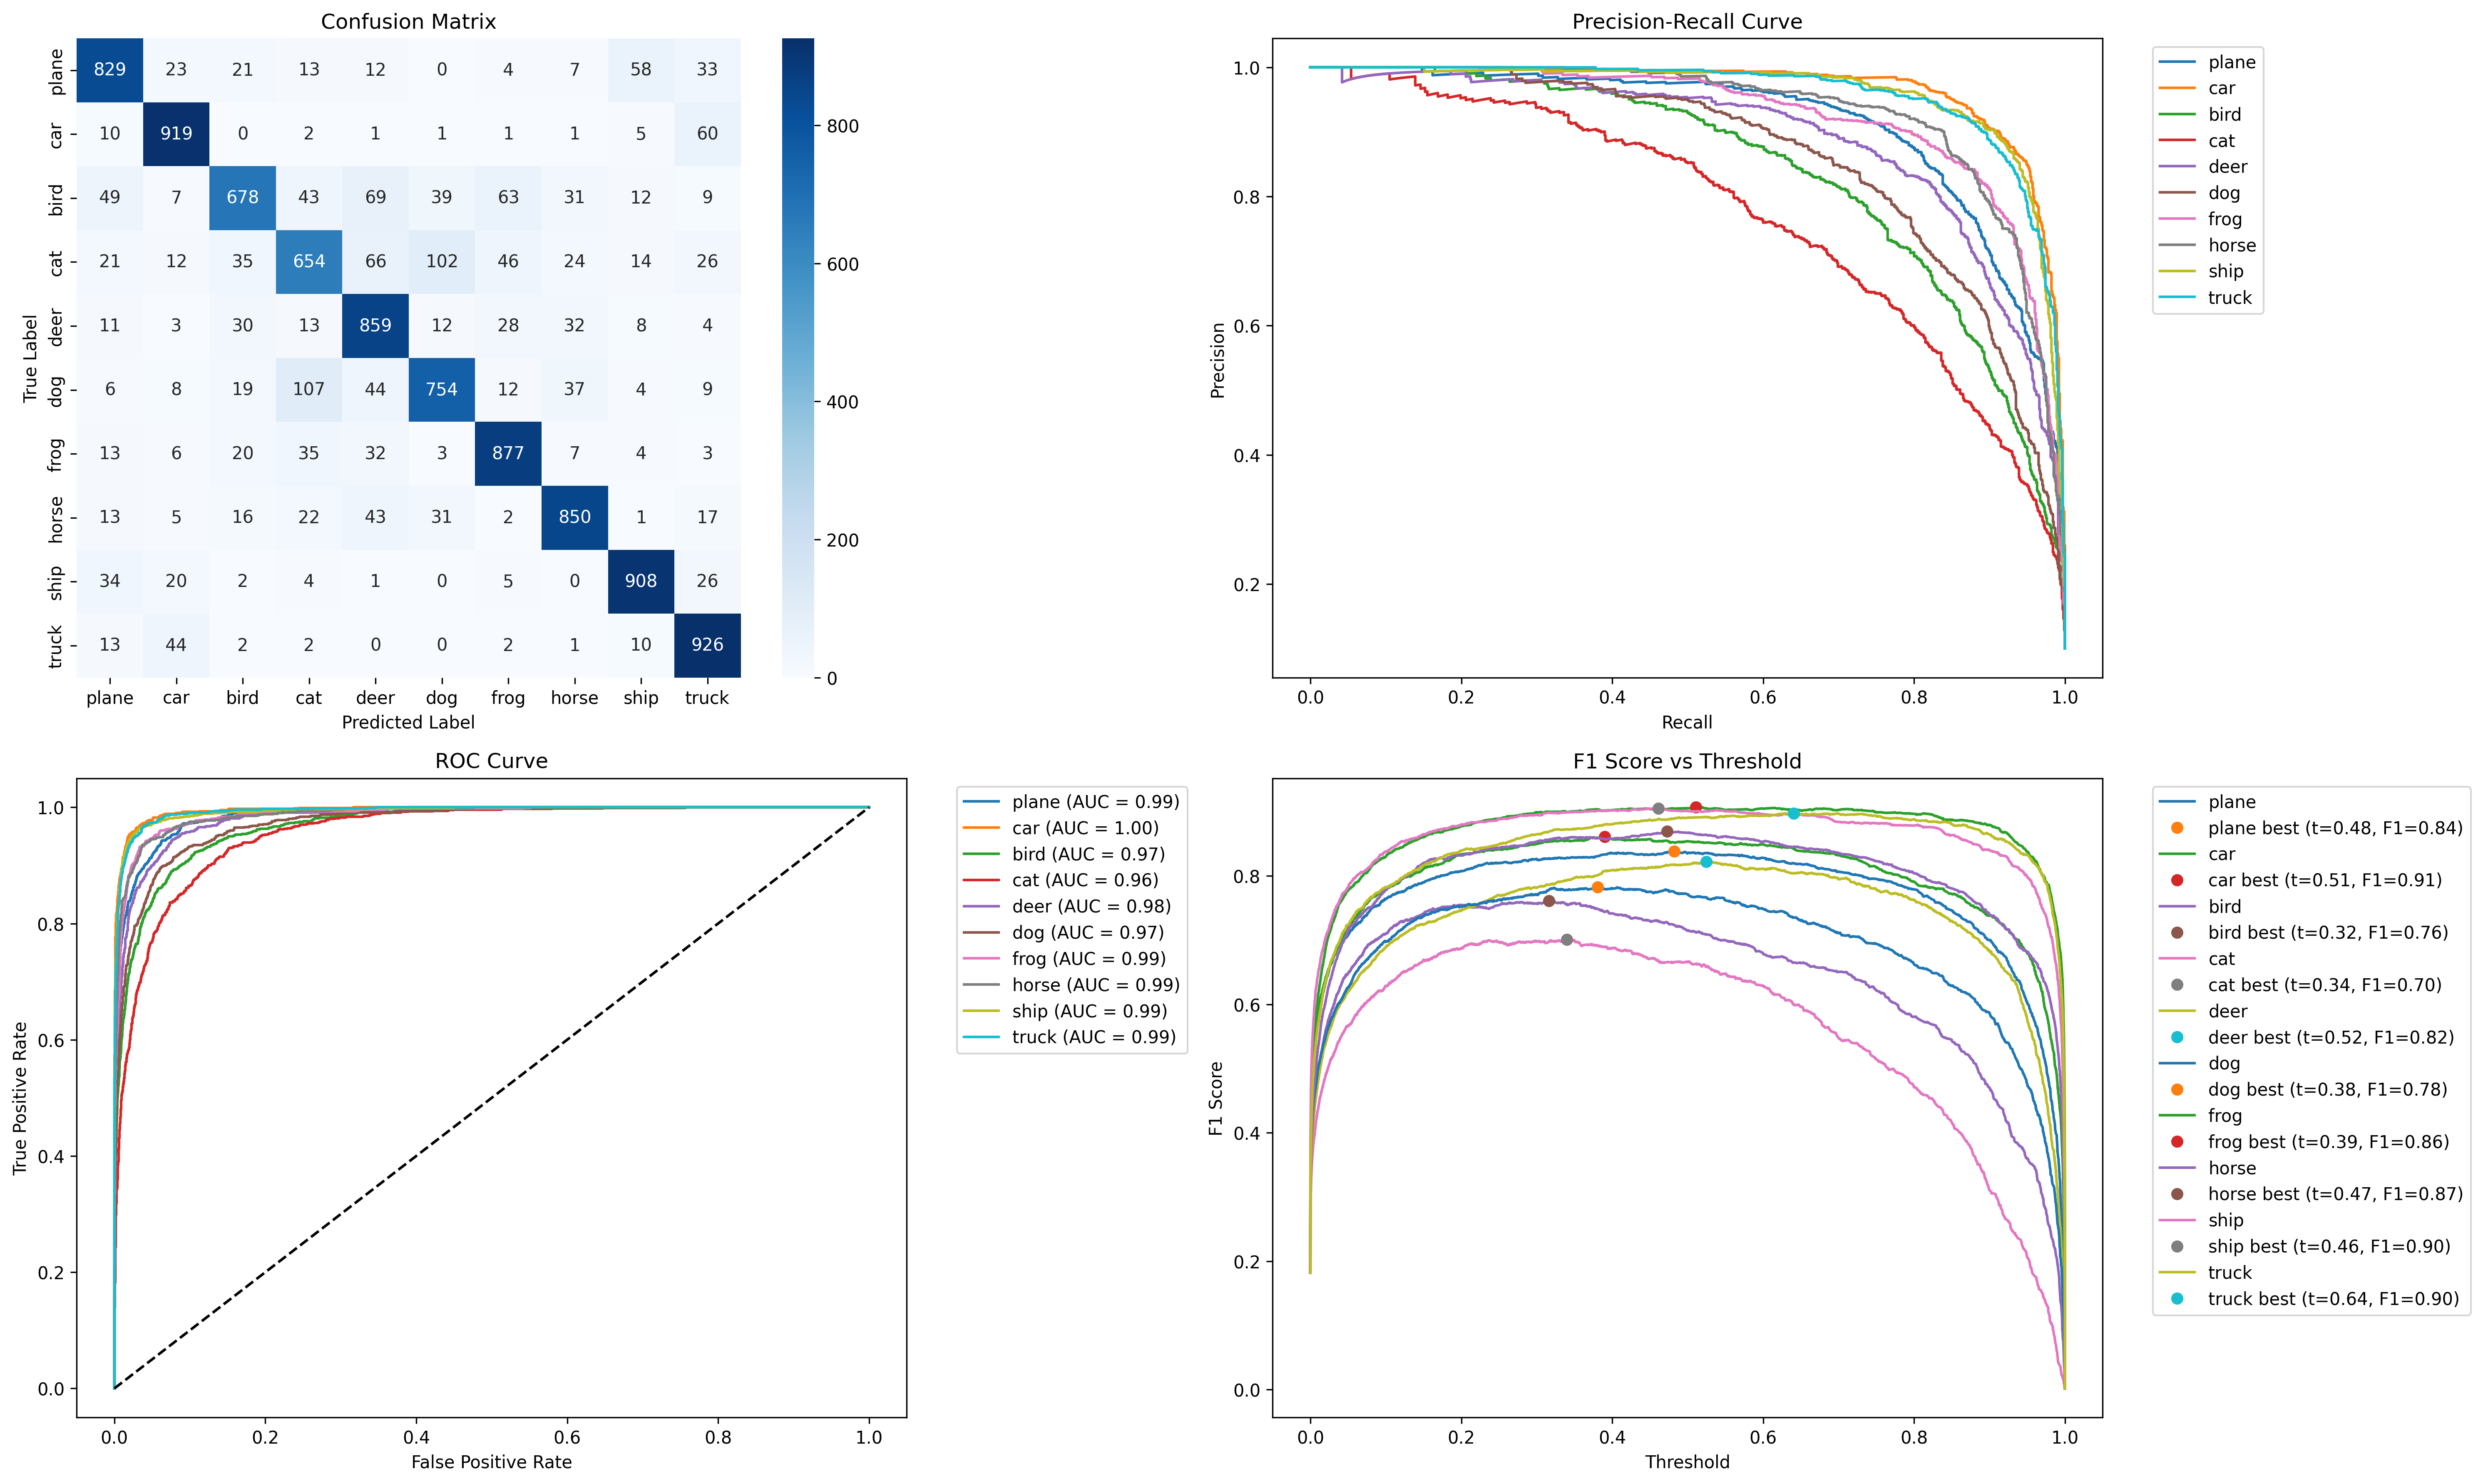 Confusion Matrix
True Label
plane 829 23 21 13 12 0 4 7 58 33
car 10 919 0 2 1 1 1 1 5 60
bird 49 7 678 43 69 39 63 31 12 9
cat 21 12 35 654 66 102 46 24 14 26
deer 11 3 30 13 859 12 28 32 8 4
dog 6 8 19 107 44 754 12 37 4 9
frog 13 6 20 35 32 3 877 7 4 3
horse 13 5 16 22 43 31 2 850 1 17
ship 34 20 2 4 1 0 5 0 908 26
truck 13 44 2 2 0 0 2 1 10 926
plane car bird cat deer dog frog horse ship truck
Predicted Label
800
600
400
200
0
Precision-Recall Curve
Precision
1.0
0.8
0.6
0.4
0.2
0.0 0.2 0.4 0.6 0.8 1.0
Recall
plane
car
bird
cat
deer
dog
frog
horse
ship
truck
ROC Curve
True Positive Rate
1.0
0.8
0.6
0.4
0.2
0.0
0.0 0.2 0.4 0.6 0.8 1.0
False Positive Rate
plane (AUC = 0.99)
car (AUC = 1.00)
bird (AUC = 0.97)
cat (AUC = 0.96)
deer (AUC = 0.98)
dog (AUC = 0.97)
frog (AUC = 0.99)
horse (AUC = 0.99)
ship (AUC = 0.99)
truck (AUC = 0.99)
F1 Score vs Threshold
F1 Score
0.8
0.6
0.4
0.2
0.0
0.0 0.2 0.4 0.6 0.8 1.0
Threshold
plane
plane best (t=0.48, F1=0.84)
car
car best (t=0.51, F1=0.91)
bird
bird best (t=0.32, F1=0.76)
cat
cat best (t=0.34, F1=0.70)
deer
deer best (t=0.52, F1=0.82)
dog
dog best (t=0.38, F1=0.78)
frog
frog best (t=0.39, F1=0.86)
horse
horse best (t=0.47, F1=0.87)
ship
ship best (t=0.46, F1=0.90)
truck
truck best (t=0.64, F1=0.90)